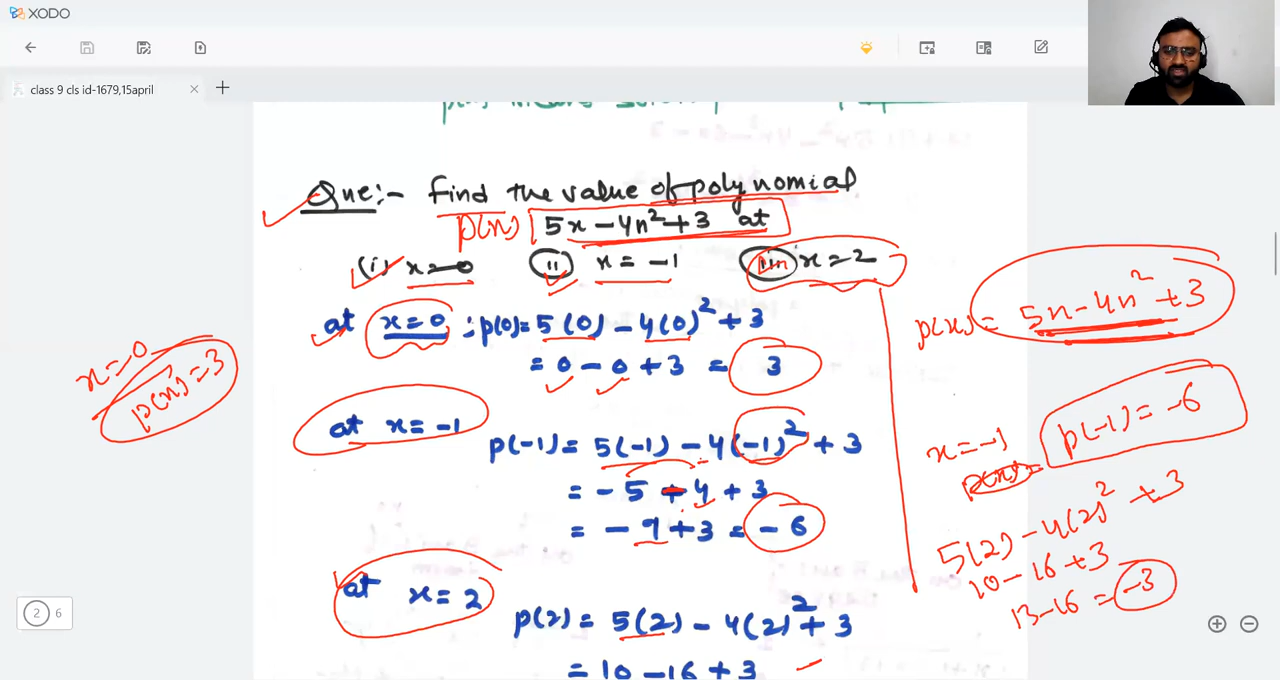 XODO
class 9 cls id-1679,15april
Que:- Find the value of polynomial
p(x) 5x - 4x² + 3 at
(i) x=0 (ii) x = -1 (iii) x=2
at x=0 : p(0) = 5(0) - 4(0)² + 3
= 0 - 0 + 3 = 3
x=0
p(x)=3
at x = -1
p(-1) = 5(-1) - 4(-1)² + 3
= -5 - 4 + 3
= -9 + 3 = -6
at x = 2
p(2) = 5(2) - 4(2)² + 3
= 10 - 16 + 3
p(x) = 5x - 4x² + 3
x = -1
p(x)= p(-1) = -6
5(2) - 4(2)² + 3
10 - 16 + 3
13 - 16 = -3
2 6